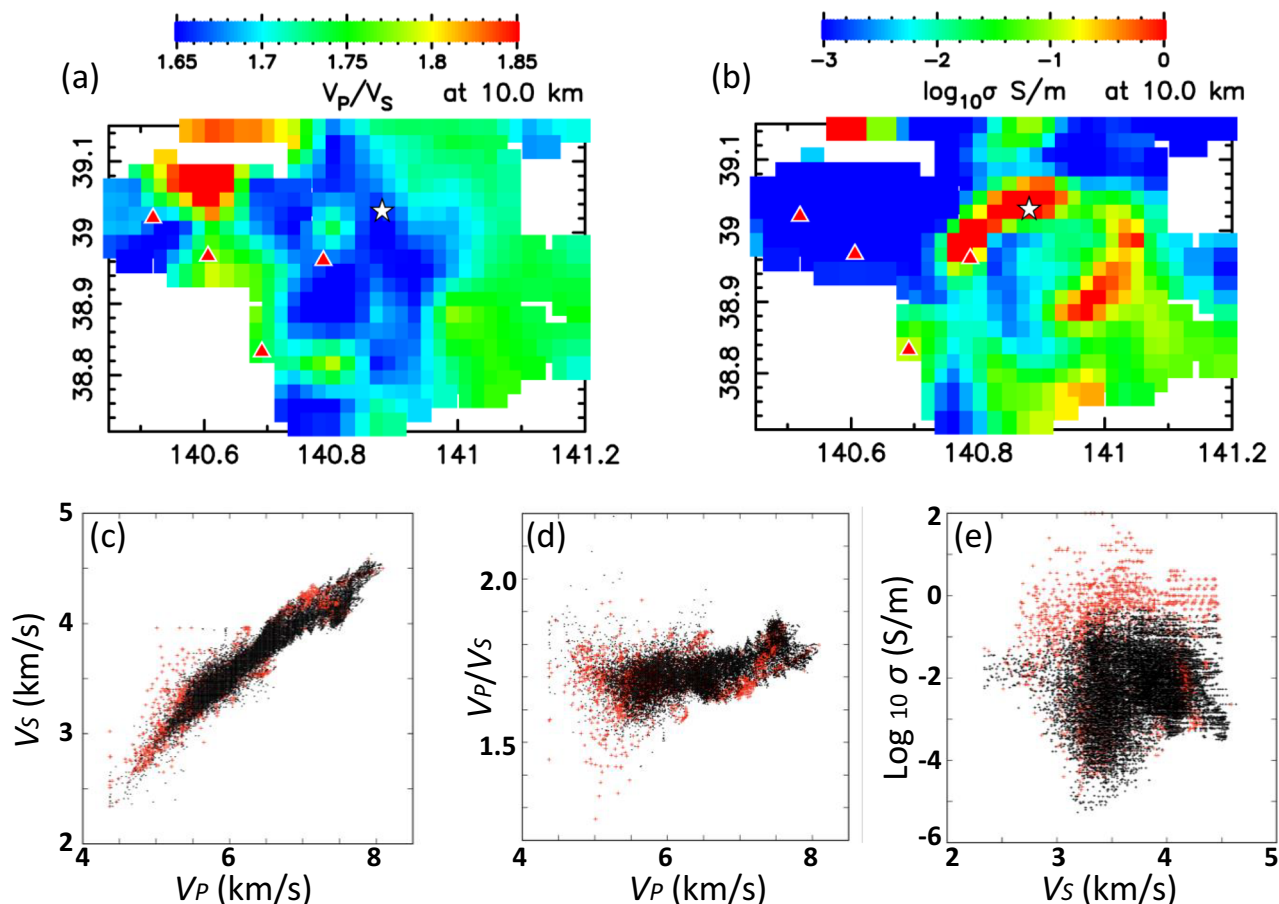 1.65 1.7 1.75 1.8 1.85
(a) VP/VS at 10.0 km
39.1
39
38.9
38.8
140.6 140.8 141 141.2
-3 -2 -1 0
(b) log10σ S/m at 10.0 km
39.1
39
38.9
38.8
140.6 140.8 141 141.2
(c)
5
4
3
2
VS (km/s)
4 6 8
VP (km/s)
(d)
2.0
1.5
VP/VS
4 5 6 7 8
VP (km/s)
(e)
2
0
-2
-4
-6
Log 10 σ (S/m)
2 3 4 5
VS (km/s)